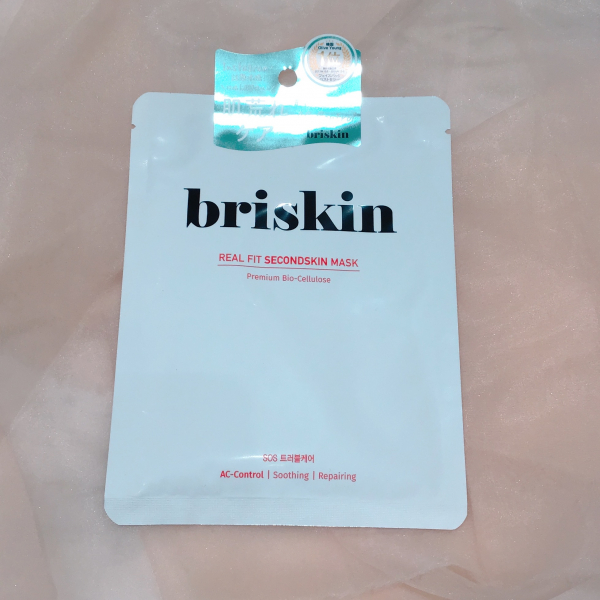 briskin
briskin
REAL FIT SECONDSKIN MASK
Premium Bio-Cellulose
SOS 트러블케어
AC-Control | Soothing | Repairing